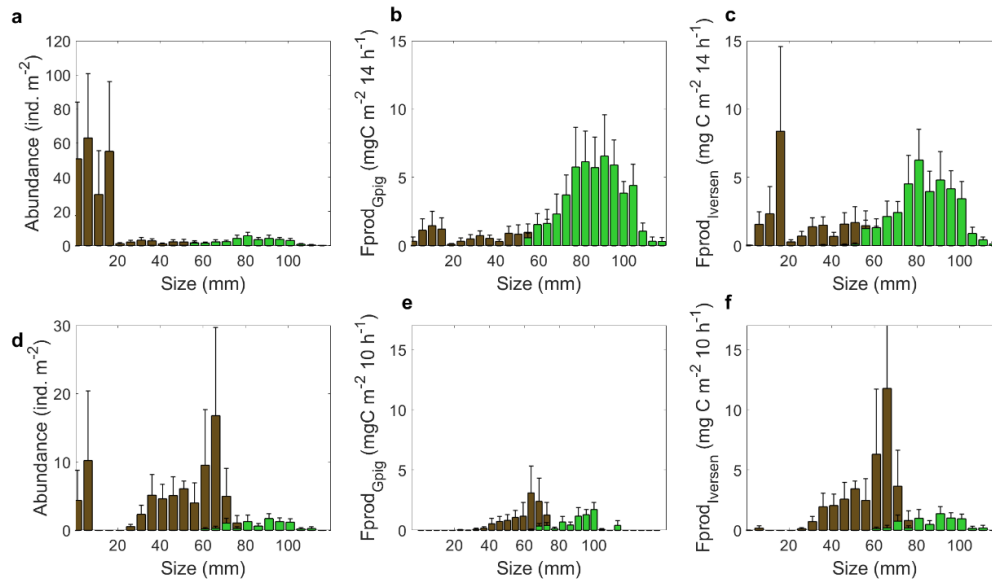 a
b
c
120
100
80
60
40
20
0
Abundance (ind. m-2)
20 40 60 80 100
Size (mm)
15
10
5
0
FprodGpig (mgC m-2 14 h-1)
20 40 60 80 100
Size (mm)
15
10
5
0
FprodIversen (mg C m-2 14 h-1)
20 40 60 80 100
Size (mm)
d
e
f
30
20
10
0
Abundance (ind. m-2)
20 40 60 80 100
Size (mm)
15
10
5
0
FprodGpig (mgC m-2 10 h-1)
20 40 60 80 100
Size (mm)
15
10
5
0
FprodIversen (mg C m-2 10 h-1)
20 40 60 80 100
Size (mm)